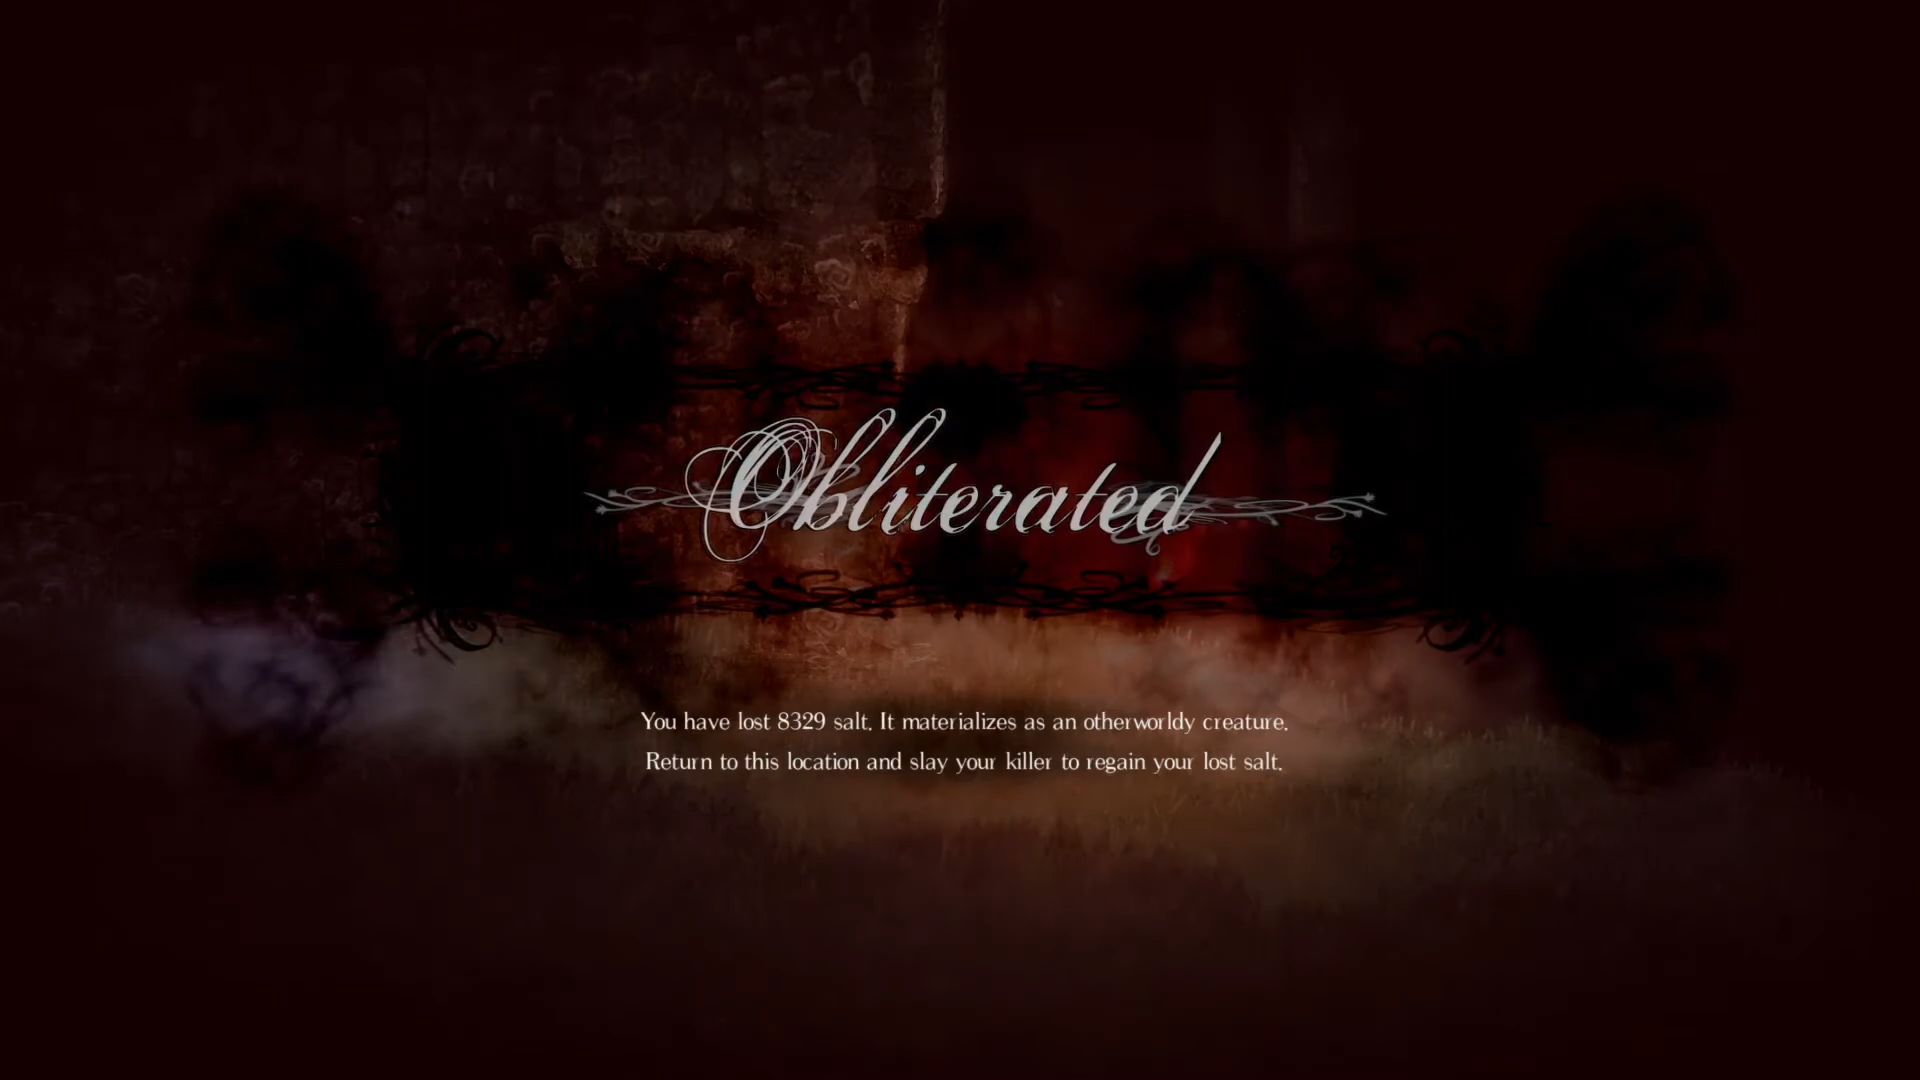 Obliterated
You have lost 8329 salt. It materializes as an otherworldy creature.
Return to this location and slay your killer to regain your lost salt.